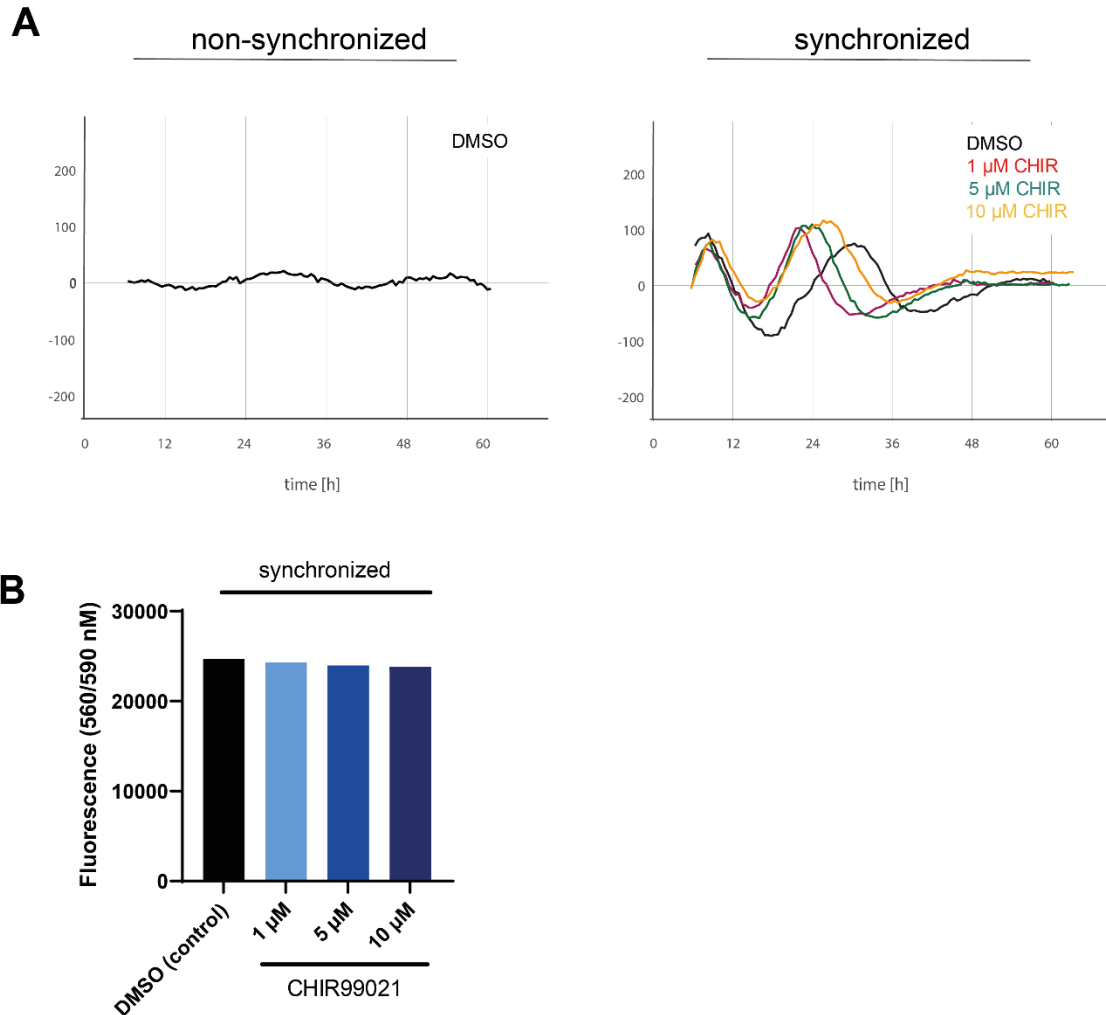 A
non-synchronized
synchronized
DMSO
200
100
0
-100
-200
0 12 24 36 48 60
time [h]
DMSO
1 µM CHIR
5 µM CHIR
10 µM CHIR
200
100
0
-100
-200
0 12 24 36 48 60
time [h]
B
synchronized
Fluorescence (560/590 nM)
30000
20000
10000
0
DMSO (control)
1 µM
5 µM
10 µM
CHIR99021